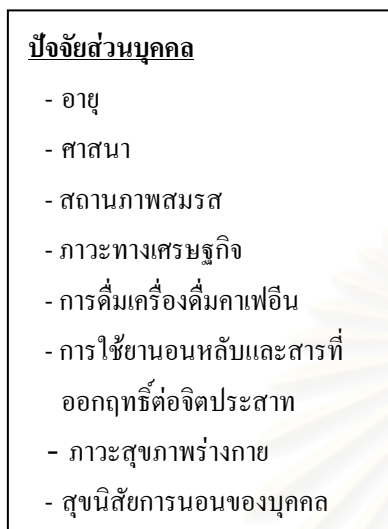 ปัจจัยส่วนบุคคล
- อายุ
- ศาสนา
- สถานภาพสมรส
- ภาวะทางเศรษฐกิจ
- การดื่มเครื่องดื่มคาเฟอีน
- การใช้ยานอนหลับและสารที่
ออกฤทธิ์ต่อจิตประสาท
- ภาวะสุขภาพร่างกาย
- สุขนิสัยการนอนของบุคคล